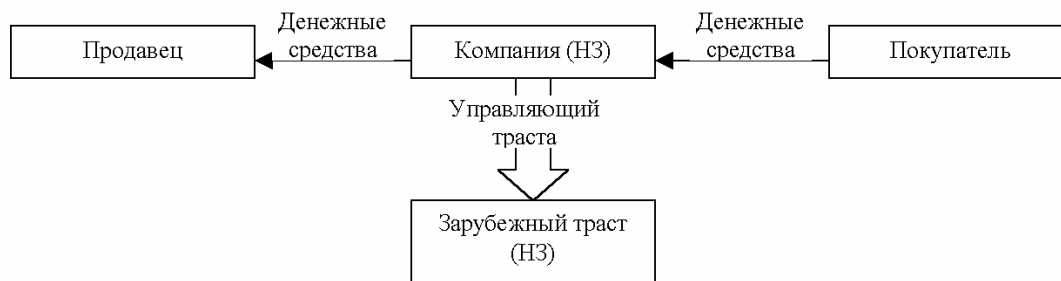 Денежные
средства
Денежные
средства
Продавец
Компания (НЗ)
Покупатель
Управляющий
траста
Зарубежный траст
(НЗ)